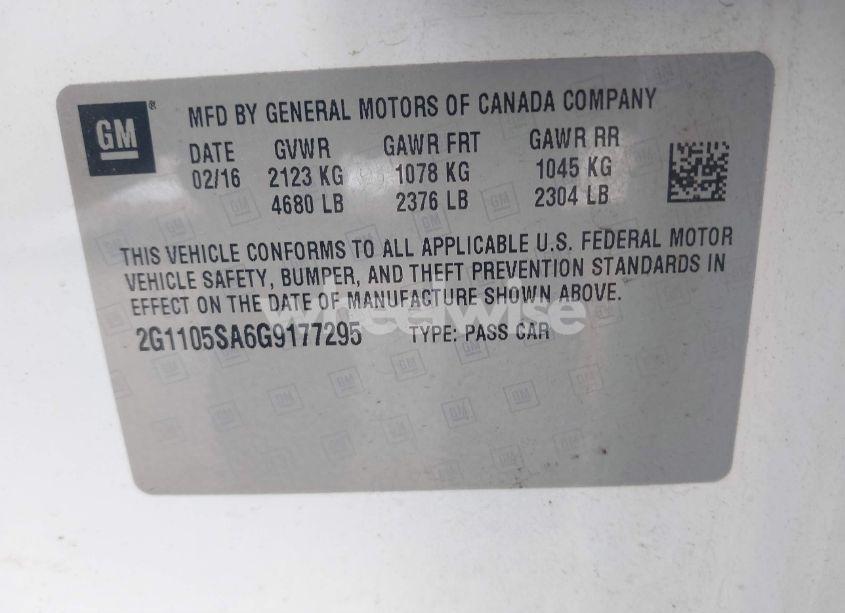 GM
MFD BY GENERAL MOTORS OF CANADA COMPANY
DATE GVWR GAWR FRT GAWR RR
02/16 2123 KG 1078 KG 1045 KG
4680 LB 2376 LB 2304 LB
THIS VEHICLE CONFORMS TO ALL APPLICABLE U.S. FEDERAL MOTOR
VEHICLE SAFETY, BUMPER, AND THEFT PREVENTION STANDARDS IN
EFFECT ON THE DATE OF MANUFACTURE SHOWN ABOVE.
wheelwise
2G1105SA6G9177295 TYPE: PASS CAR